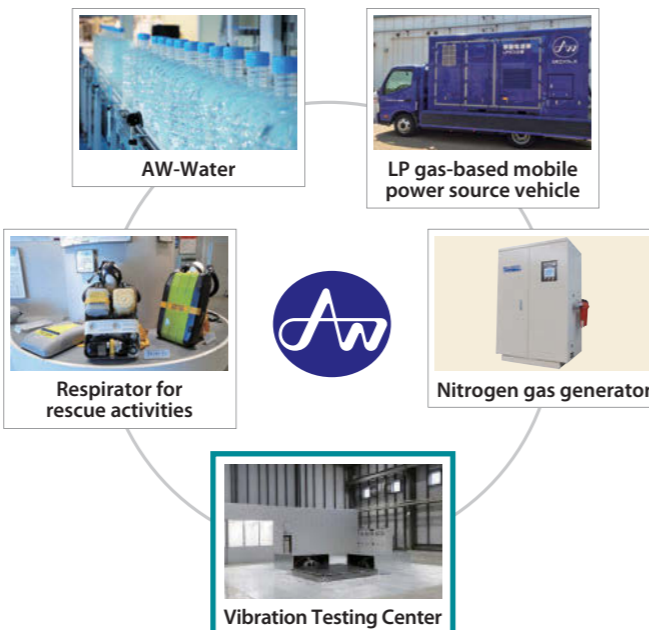 AW-Water
LP gas-based mobile
power source vehicle
Respirator for
rescue activities
AW
Nitrogen gas generator
Vibration Testing Center